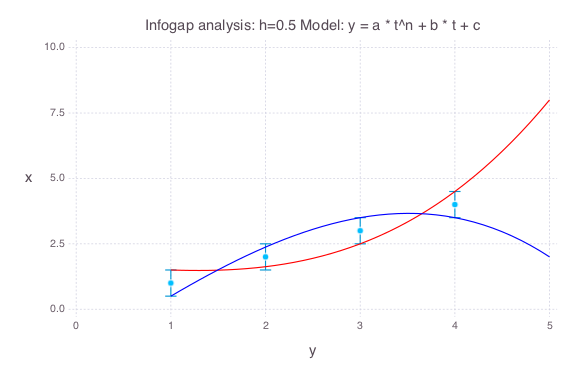 Infogap analysis: h=0.5 Model: y = a * t^n + b * t + c
10.0
7.5
x
5.0
2.5
0.0
0 1 2 3 4 5
y